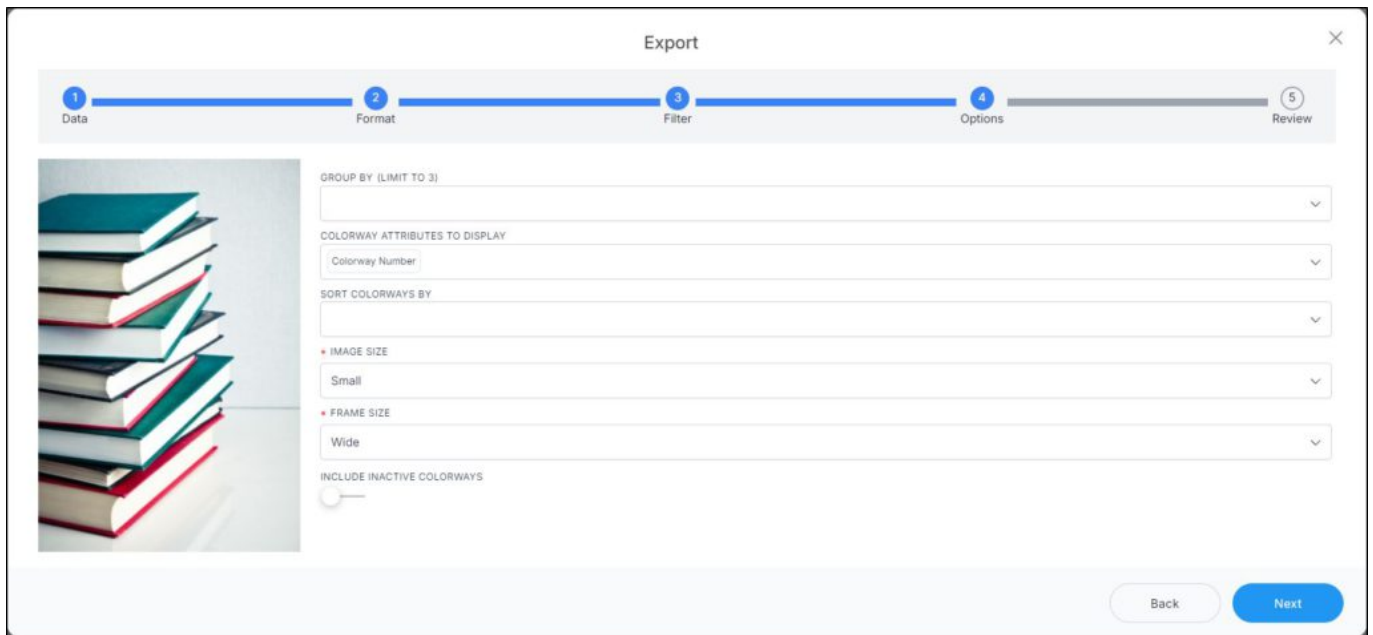 Export
1
2
3
4
5
Data
Format
Filter
Options
Review
GROUP BY (LIMIT TO 3)
COLORWAY ATTRIBUTES TO DISPLAY
Colorway Number
SORT COLORWAYS BY
• IMAGE SIZE
Small
• FRAME SIZE
Wide
INCLUDE INACTIVE COLORWAYS
Back
Next